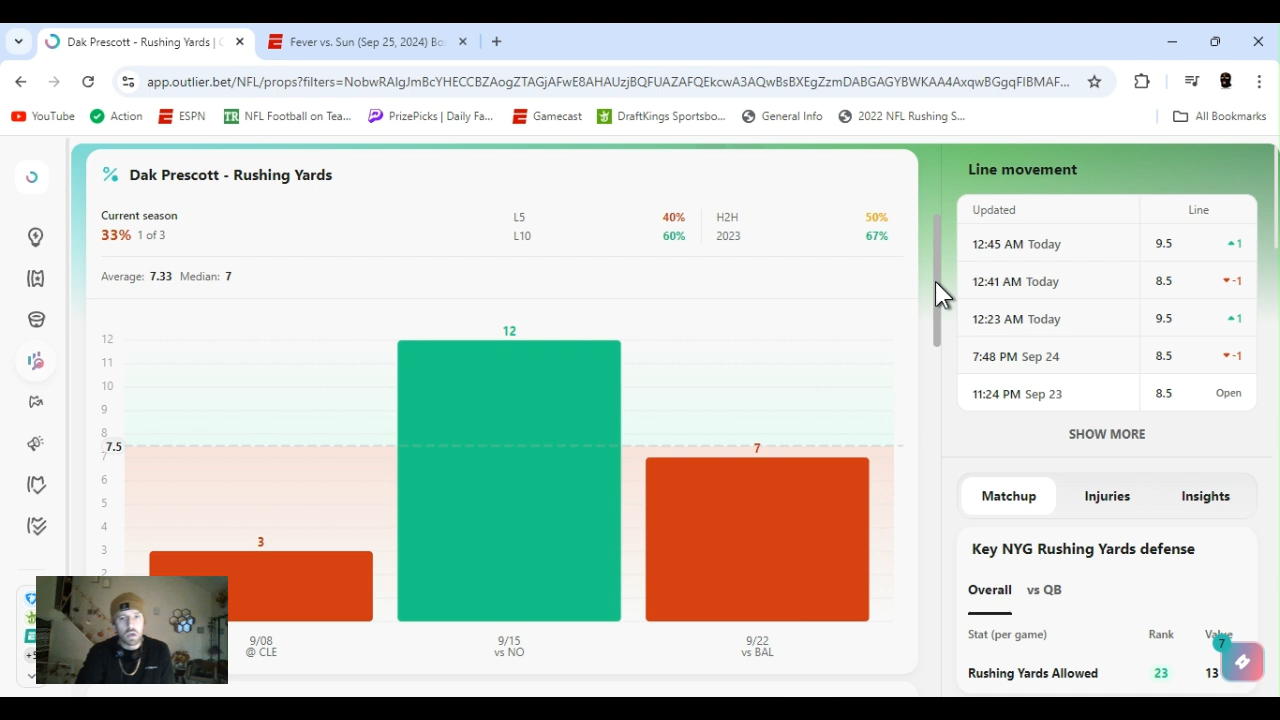 Dak Prescott - Rushing Yards |
Fever vs. Sun (Sep 25, 2024) Bo
app.outlier.bet/NFL/props?filters=NobwRAlgJmBcYHECCBZAogZTAGjAFwE8AHAUzjBQFUAZAFQEkcwA3AQwBsBXEgZzmDABGAGYBWKAA4AxqwBGgqFIBMAF...
YouTube
Action
ESPN
NFL Football on Tea...
PrizePicks | Daily Fa...
Gamecast
DraftKings Sportsbo...
General Info
2022 NFL Rushing S...
All Bookmarks
Dak Prescott - Rushing Yards
Current season
33% 1 of 3
L5 40%
L10 60%
H2H 50%
2023 67%
Average: 7.33 Median: 7
12
11
10
9
8
7.5
7
6
5
4
3
2
3
12
7
9/08
@ CLE
9/15
vs NO
9/22
vs BAL
Line movement
Updated Line
12:45 AM Today 9.5 1
12:41 AM Today 8.5 -1
12:23 AM Today 9.5 1
7:48 PM Sep 24 8.5 -1
11:24 PM Sep 23 8.5 Open
SHOW MORE
Matchup Injuries Insights
Key NYG Rushing Yards defense
Overall vs QB
Stat (per game) Rank Value
7
Rushing Yards Allowed 23 13